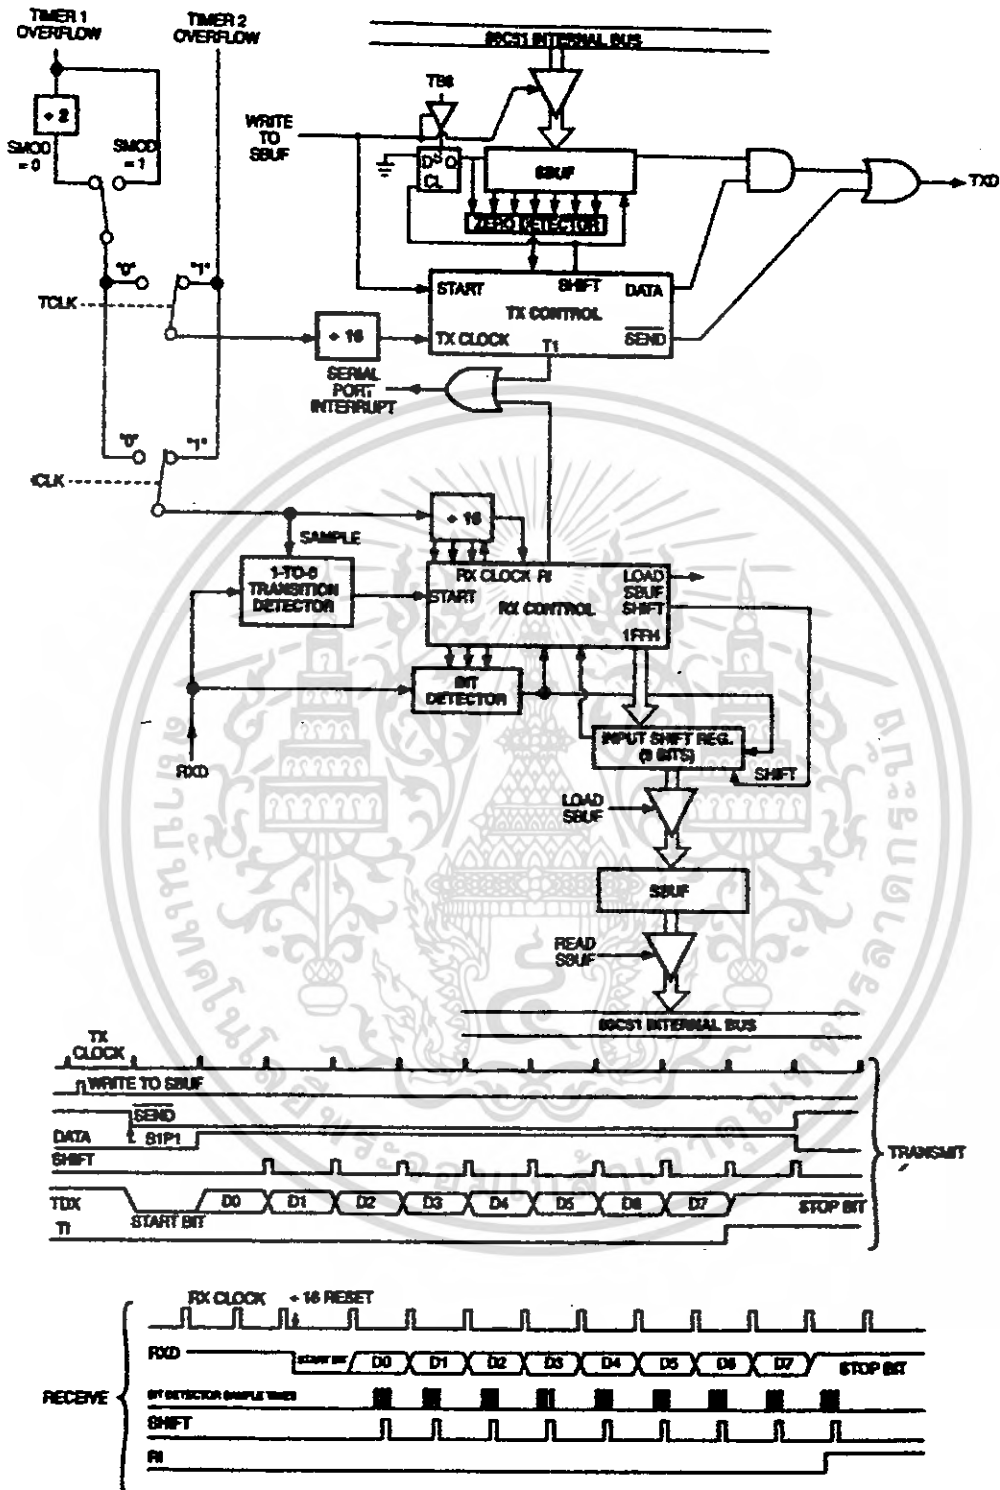 TIMER 1
OVERFLOW
TIMER 2
OVERFLOW
80C51 INTERNAL BUS
÷ 2
SMOD
= 0
SMOD
= 1
WRITE
TO
SBUF
TB8
D S Q
CL
SBUF
ZERO DETECTOR
TXD
"0"
"1"
TCLK
÷ 16
START
SHIFT
DATA
TX CONTROL
TX CLOCK
T1
SEND
SERIAL
PORT
INTERRUPT
"0"
"1"
RCLK
SAMPLE
÷ 16
1-TO-0
TRANSITION
DETECTOR
RX CLOCK RI
LOAD
SBUF
START
RX CONTROL
SHIFT
1FFH
BIT
DETECTOR
RXD
INPUT SHIFT REG.
(9 BITS)
SHIFT
LOAD
SBUF
SBUF
READ
SBUF
80C51 INTERNAL BUS
TX
CLOCK
WRITE TO SBUF
SEND
DATA
S1P1
SHIFT
TDX
START BIT
D0
D1
D2
D3
D4
D5
D6
D7
STOP BIT
TI
TRANSMIT
RX CLOCK
÷ 16 RESET
RXD
START BIT
D0
D1
D2
D3
D4
D5
D6
D7
STOP BIT
BIT DETECTOR SAMPLE TIMES
SHIFT
RI
RECEIVE